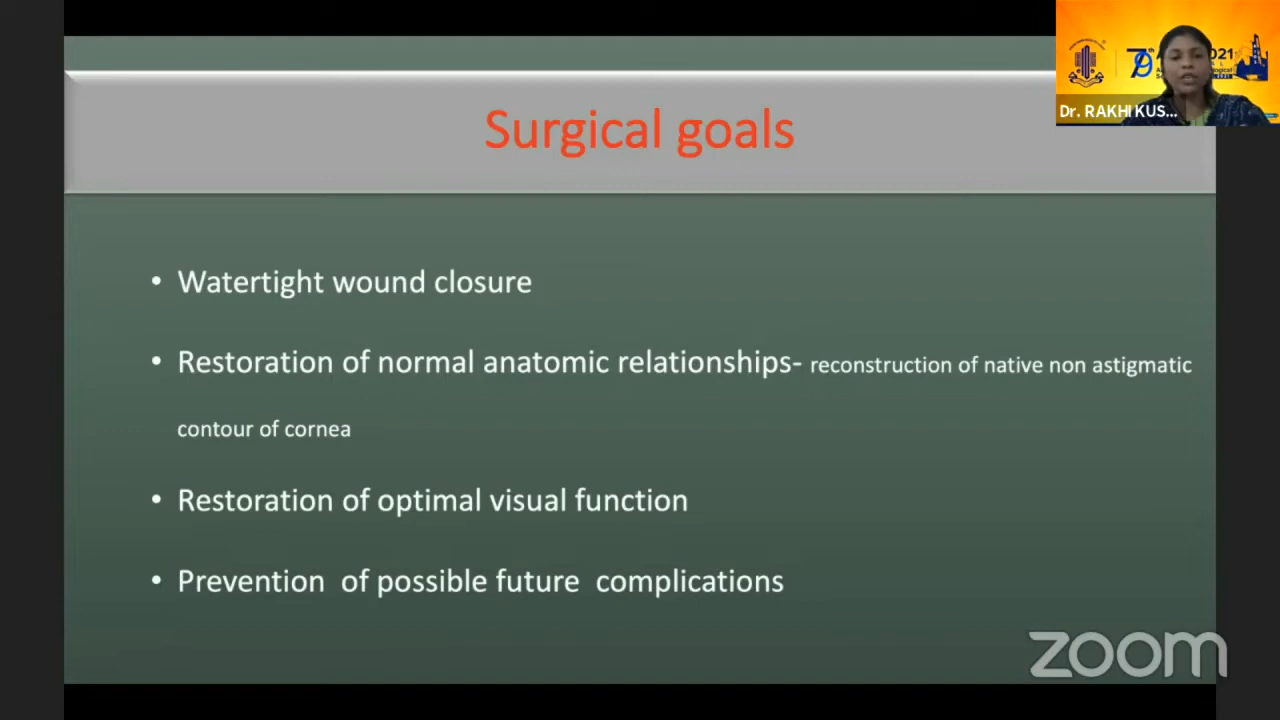 Surgical goals
• Watertight wound closure
• Restoration of normal anatomic relationships- reconstruction of native non astigmatic
contour of cornea
• Restoration of optimal visual function
• Prevention of possible future complications
Dr. RAKHI KUS...
zoom